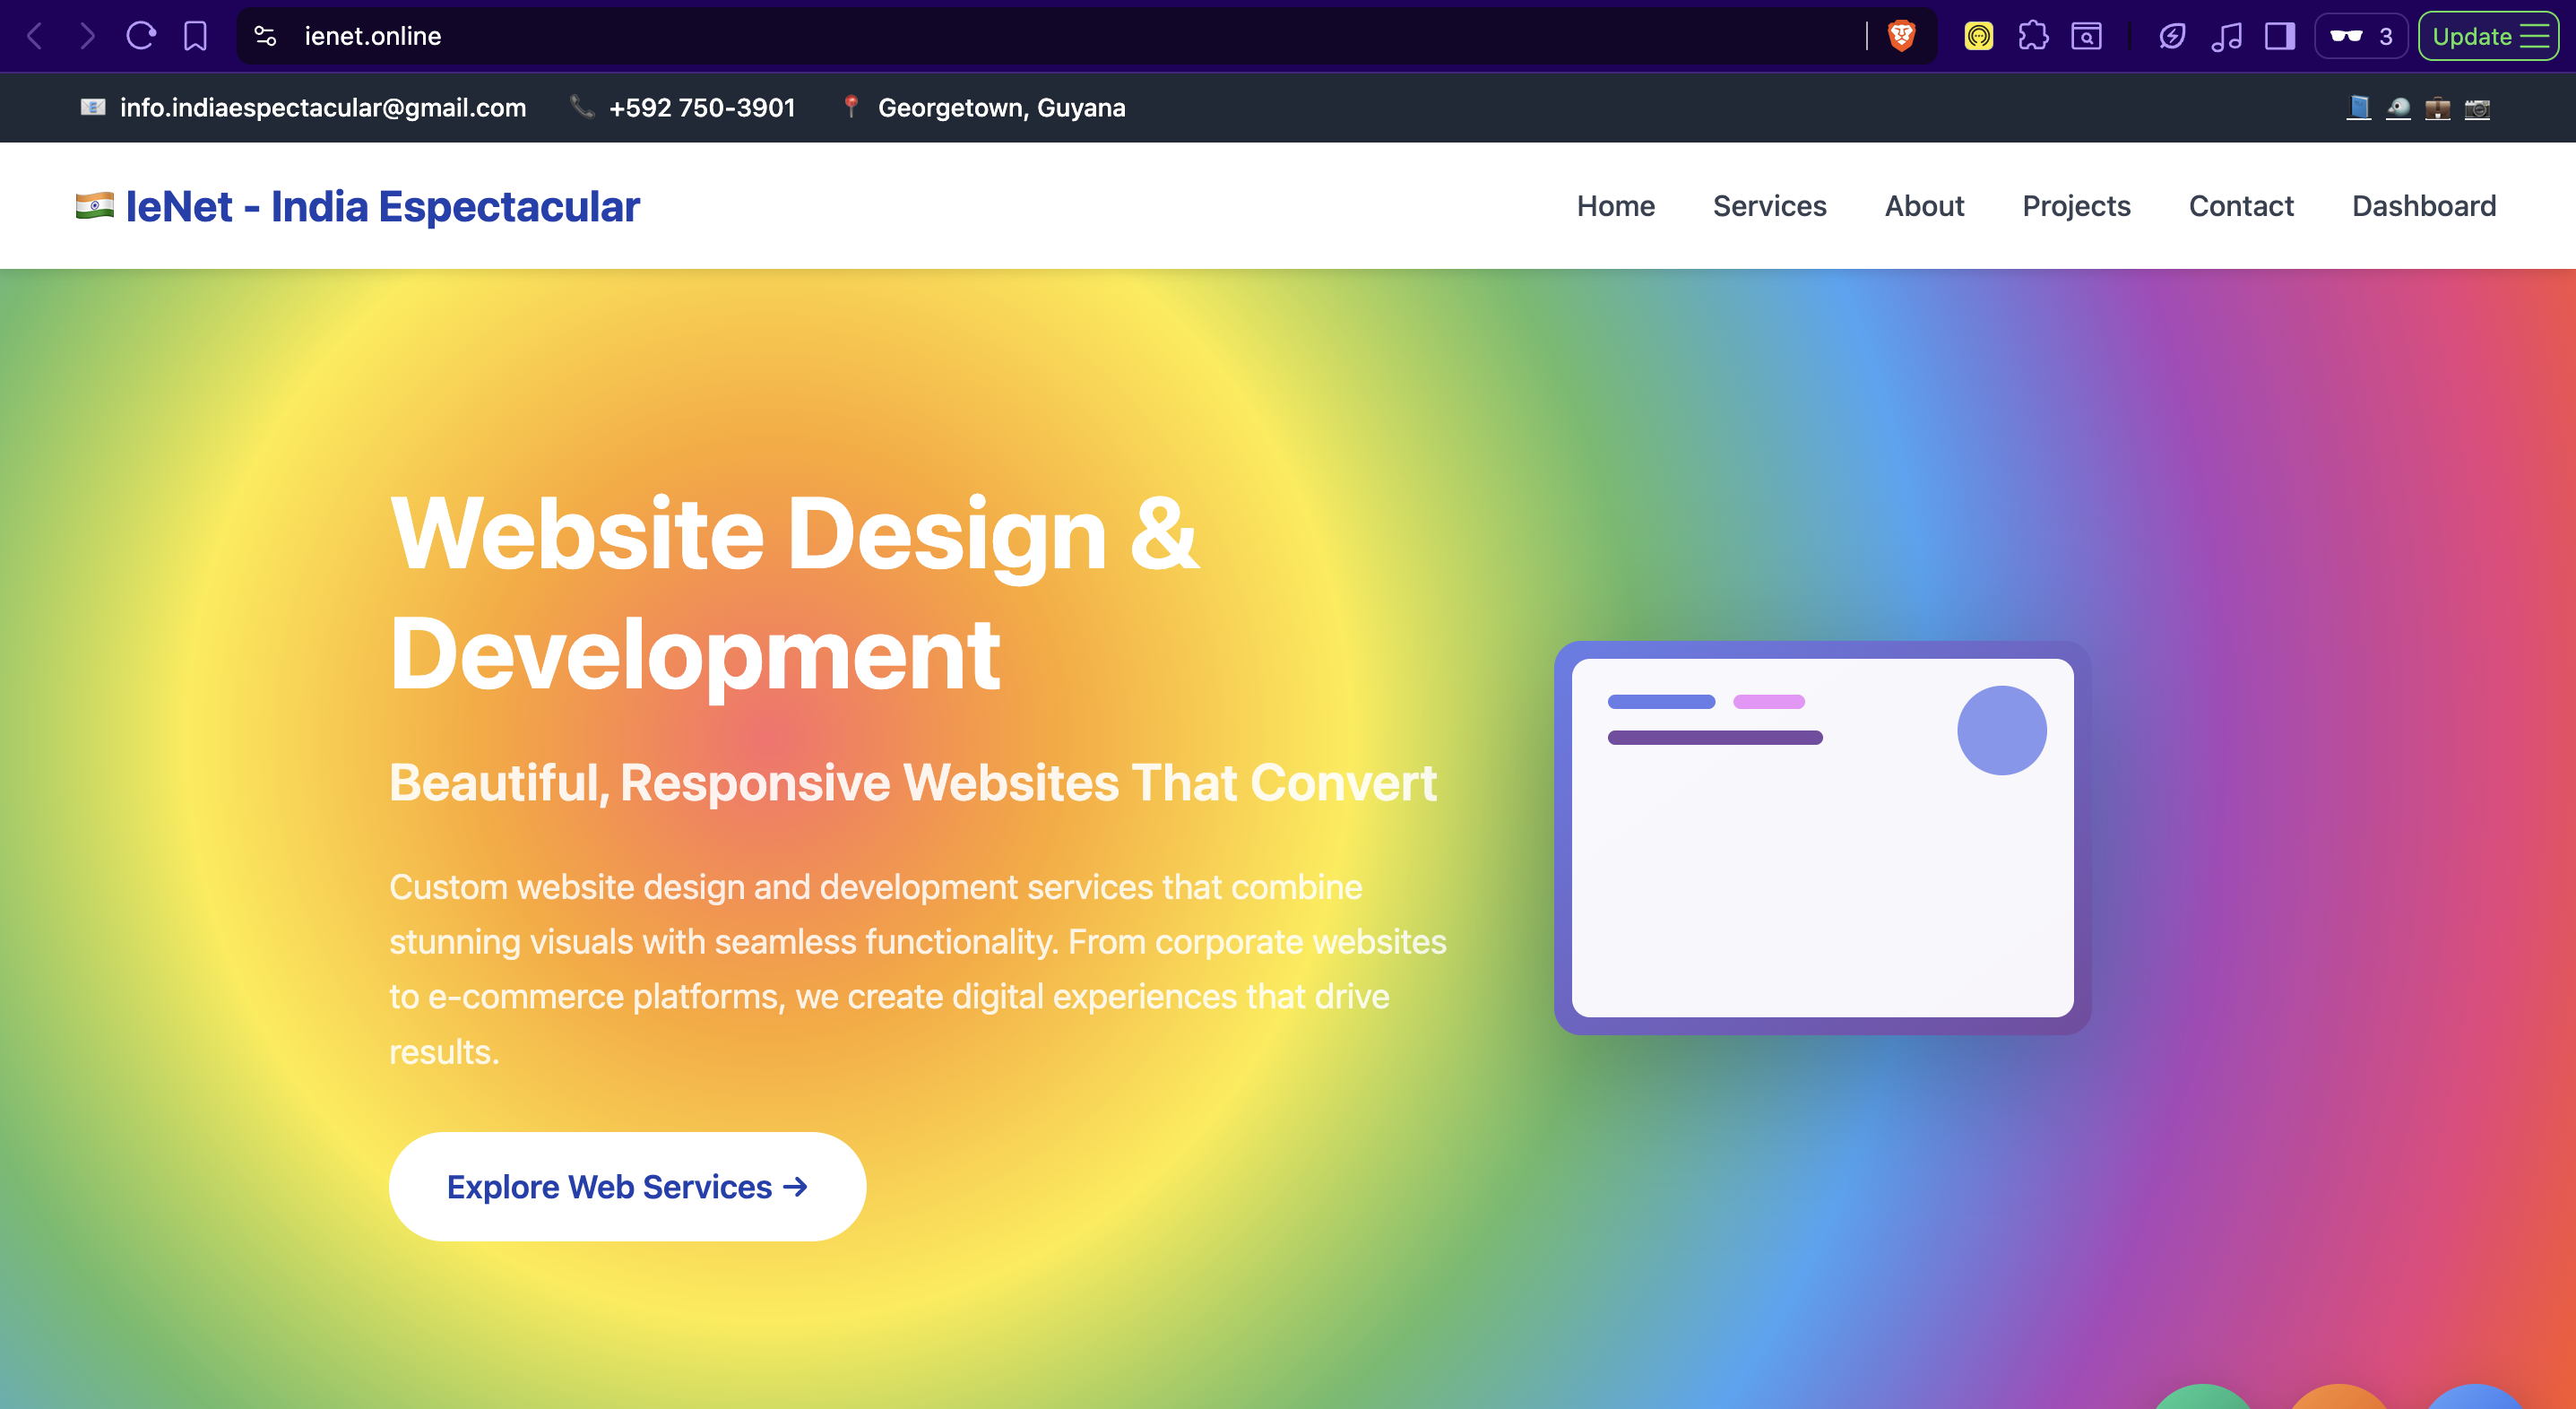 ienet.online
3
Update
info.indiaespectacular@gmail.com +592 750-3901 Georgetown, Guyana
IeNet - India Espectacular
Home Services About Projects Contact Dashboard
Website Design &
Development
Beautiful, Responsive Websites That Convert
Custom website design and development services that combine
stunning visuals with seamless functionality. From corporate websites
to e-commerce platforms, we create digital experiences that drive
results.
Explore Web Services →